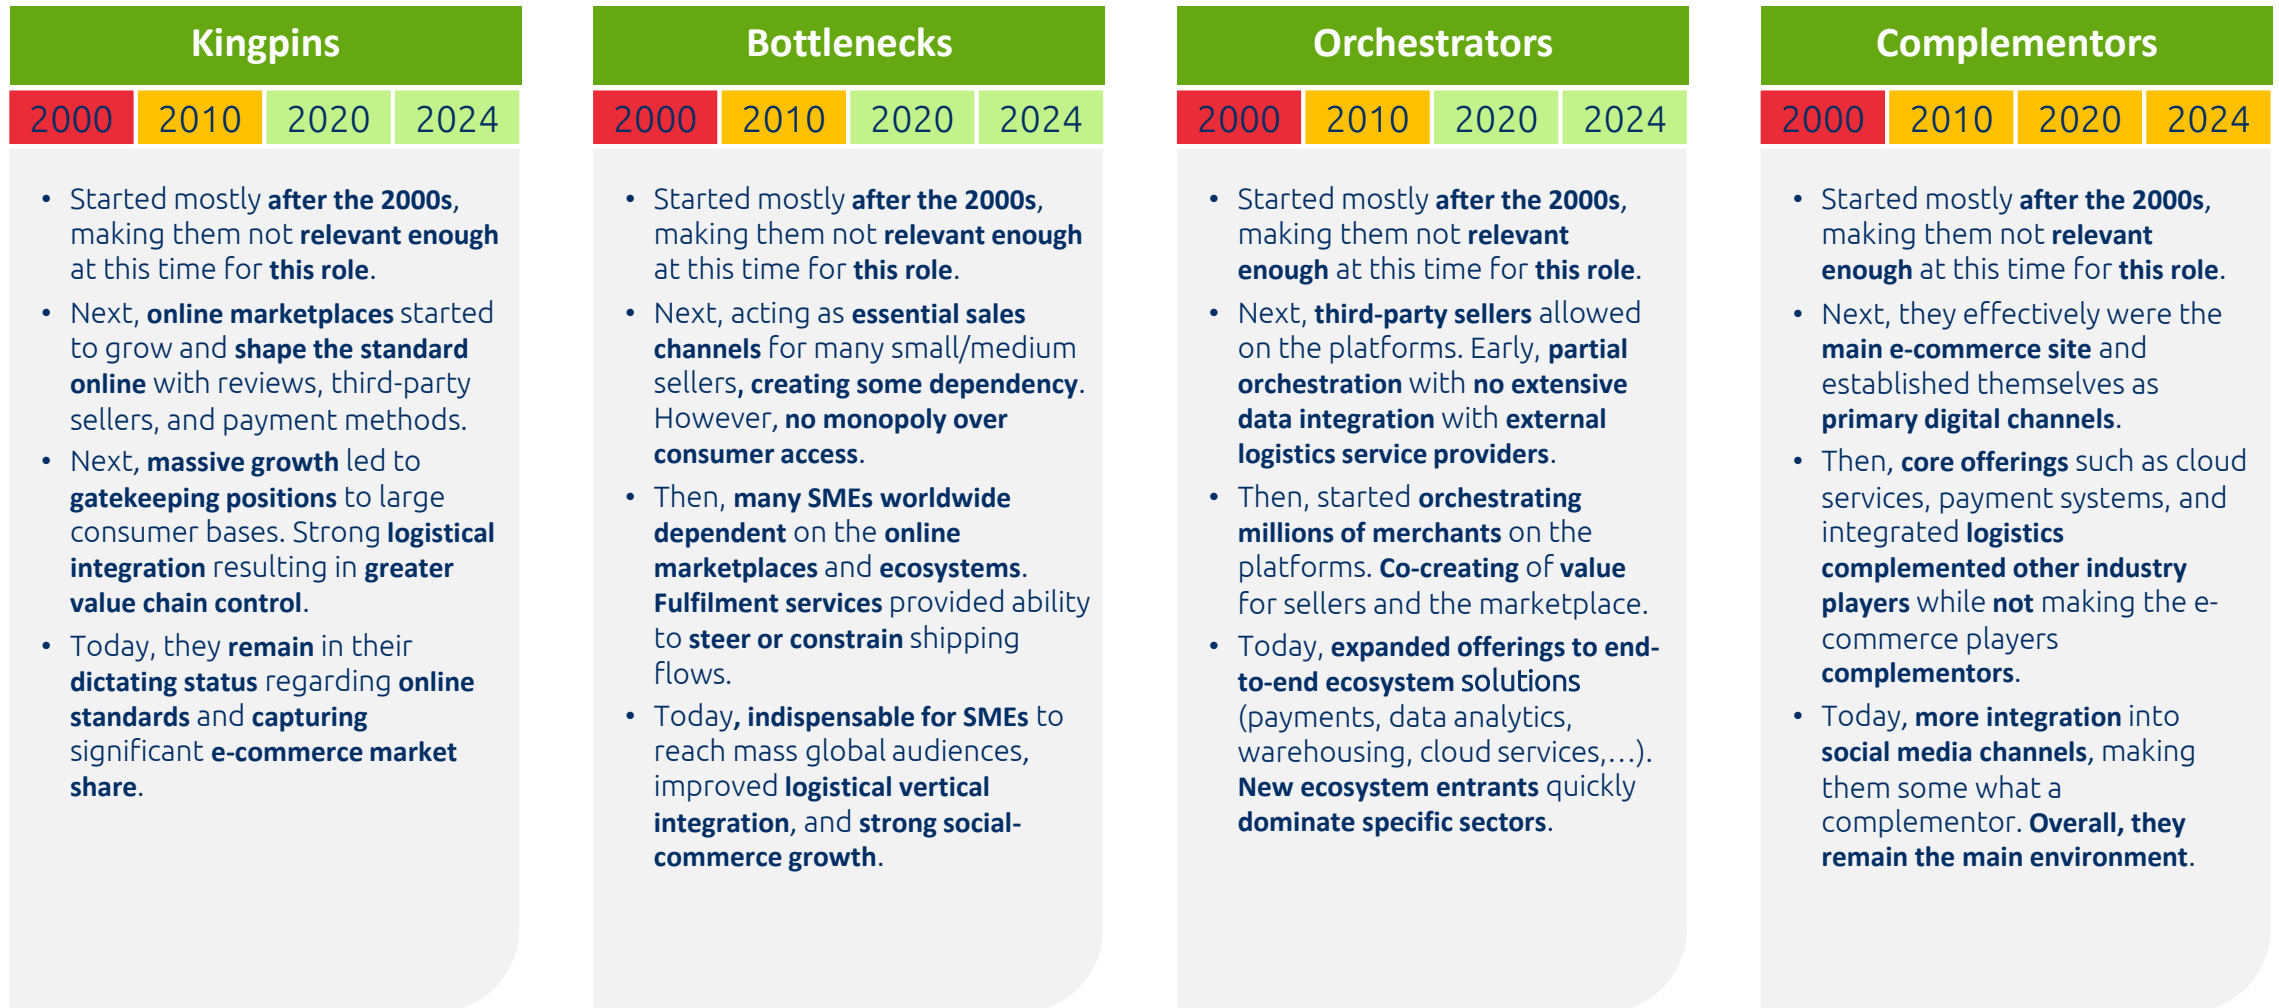 Kingpins
2000 2010 2020 2024
• Started mostly after the 2000s,
making them not relevant enough
at this time for this role.
• Next, online marketplaces started
to grow and shape the standard
online with reviews, third-party
sellers, and payment methods.
• Next, massive growth led to
gatekeeping positions to large
consumer bases. Strong logistical
integration resulting in greater
value chain control.
• Today, they remain in their
dictating status regarding online
standards and capturing
significant e-commerce market
share.
Bottlenecks
2000 2010 2020 2024
• Started mostly after the 2000s,
making them not relevant enough
at this time for this role.
• Next, acting as essential sales
channels for many small/medium
sellers, creating some dependency.
However, no monopoly over
consumer access.
• Then, many SMEs worldwide
dependent on the online
marketplaces and ecosystems.
Fulfilment services provided ability
to steer or constrain shipping
flows.
• Today, indispensable for SMEs to
reach mass global audiences,
improved logistical vertical
integration, and strong social-
commerce growth.
Orchestrators
2000 2010 2020 2024
• Started mostly after the 2000s,
making them not relevant
enough at this time for this role.
• Next, third-party sellers allowed
on the platforms. Early, partial
orchestration with no extensive
data integration with external
logistics service providers.
• Then, started orchestrating
millions of merchants on the
platforms. Co-creating of value
for sellers and the marketplace.
• Today, expanded offerings to end-
to-end ecosystem solutions
(payments, data analytics,
warehousing, cloud services,…).
New ecosystem entrants quickly
dominate specific sectors.
Complementors
2000 2010 2020 2024
• Started mostly after the 2000s,
making them not relevant
enough at this time for this role.
• Next, they effectively were the
main e-commerce site and
established themselves as
primary digital channels.
• Then, core offerings such as cloud
services, payment systems, and
integrated logistics
complemented other industry
players while not making the e-
commerce players
complementors.
• Today, more integration into
social media channels, making
them some what a
complementor. Overall, they
remain the main environment.